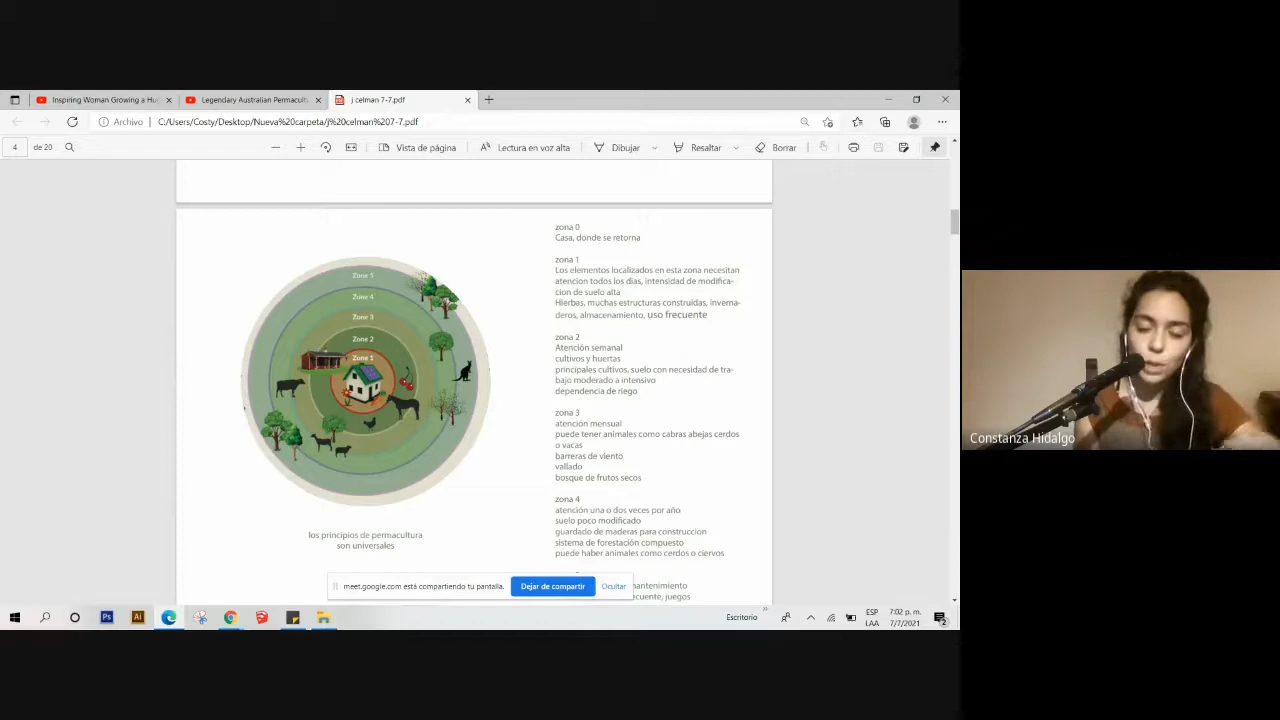 Inspiring Woman Growing a Hu
Legendary Australian Permacult
j celman 7-7.pdf
Archivo
C:/Users/Costy/Desktop/Nueva%20carpeta/j%20celman%207-7.pdf
4 de 20
Vista de página
Lectura en voz alta
Dibujar
Resaltar
Borrar
Zone 5
Zone 4
Zone 3
Zone 2
Zone 1
los principios de permacultura
son universales
zona 0
Casa, donde se retorna
zona 1
Los elementos localizados en esta zona necesitan
atencion todos los días, intensidad de modifica-
cion de suelo alta
Hierbas, muchas estructuras construidas, inverna-
deros, almacenamiento, uso frecuente
zona 2
Atención semanal
cultivos y huertas
principales cultivos, suelo con necesidad de tra-
bajo moderado a intensivo
dependencia de riego
zona 3
atención mensual
puede tener animales como cabras abejas cerdos
o vacas
barreras de viento
vallado
bosque de frutos secos
zona 4
atención una o dos veces por año
suelo poco modificado
guardado de maderas para construccion
sistema de forestación compuesto
puede haber animales como cerdos o ciervos
mantenimiento
ecuente, juegos
meet.google.com está compartiendo tu pantalla.
Dejar de compartir
Ocultar
Constanza Hidalgo
Ps
Ai
Escritorio
ESP
LAA
7:02 p. m.
7/7/2021
2